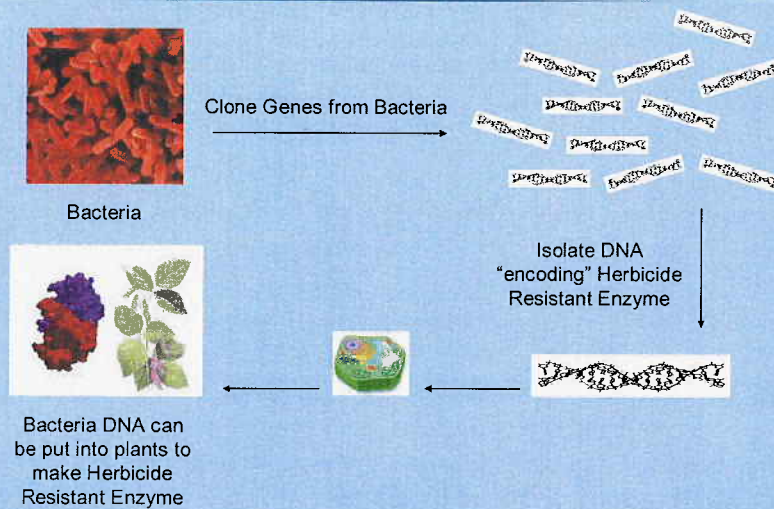 Clone Genes from Bacteria
Bacteria
Isolate DNA
“encoding” Herbicide
Resistant Enzyme
Bacteria DNA can
be put into plants to
make Herbicide
Resistant Enzyme